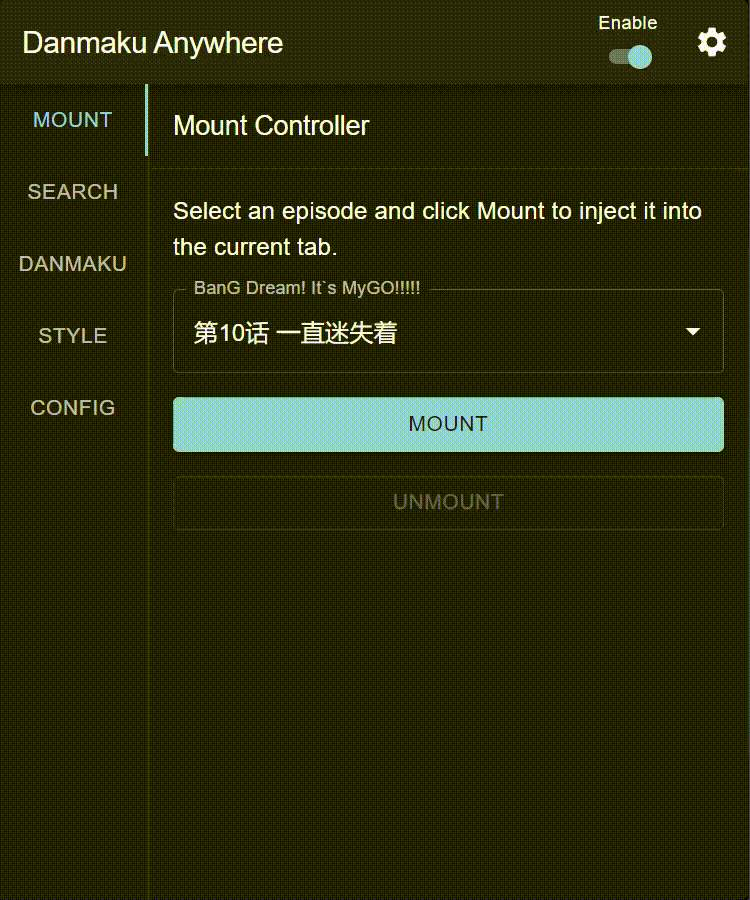 Danmaku Anywhere
Enable
MOUNT
SEARCH
DANMAKU
STYLE
CONFIG
Mount Controller
Select an episode and click Mount to inject it into
the current tab.
BanG Dream! It`s MyGO!!!!!
第10话 一直迷失着
MOUNT
UNMOUNT